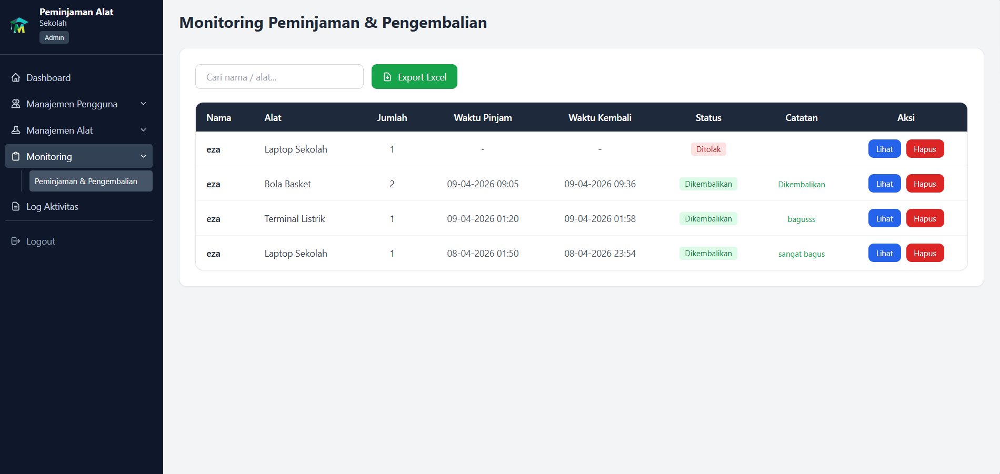 Peminjaman Alat
Sekolah
Admin
Dashboard
Manajemen Pengguna
Manajemen Alat
Monitoring
Peminjaman & Pengembalian
Log Aktivitas
Logout
Monitoring Peminjaman & Pengembalian
Cari nama / alat...
Export Excel
Nama Alat Jumlah Waktu Pinjam Waktu Kembali Status Catatan Aksi
eza Laptop Sekolah 1 - - Ditolak Lihat Hapus
eza Bola Basket 2 09-04-2026 09:05 09-04-2026 09:36 Dikembalikan Dikembalikan Lihat Hapus
eza Terminal Listrik 1 09-04-2026 01:20 09-04-2026 01:58 Dikembalikan bagusss Lihat Hapus
eza Laptop Sekolah 1 08-04-2026 01:50 08-04-2026 23:54 Dikembalikan sangat bagus Lihat Hapus